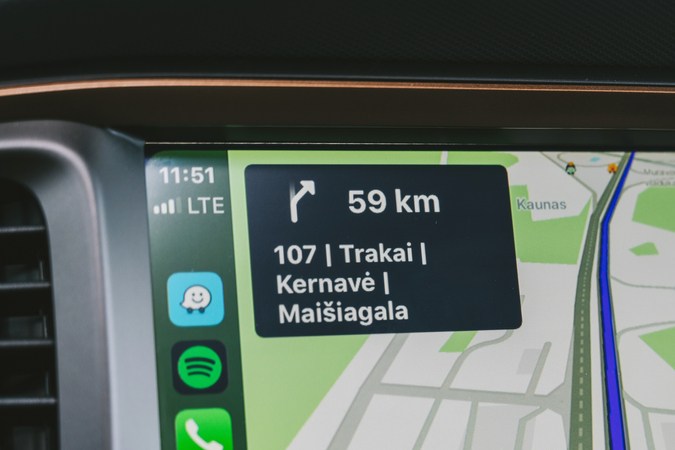 11:51
LTE
59 km
107 | Trakai |
Kernavė |
Maišiagala
Kaunas